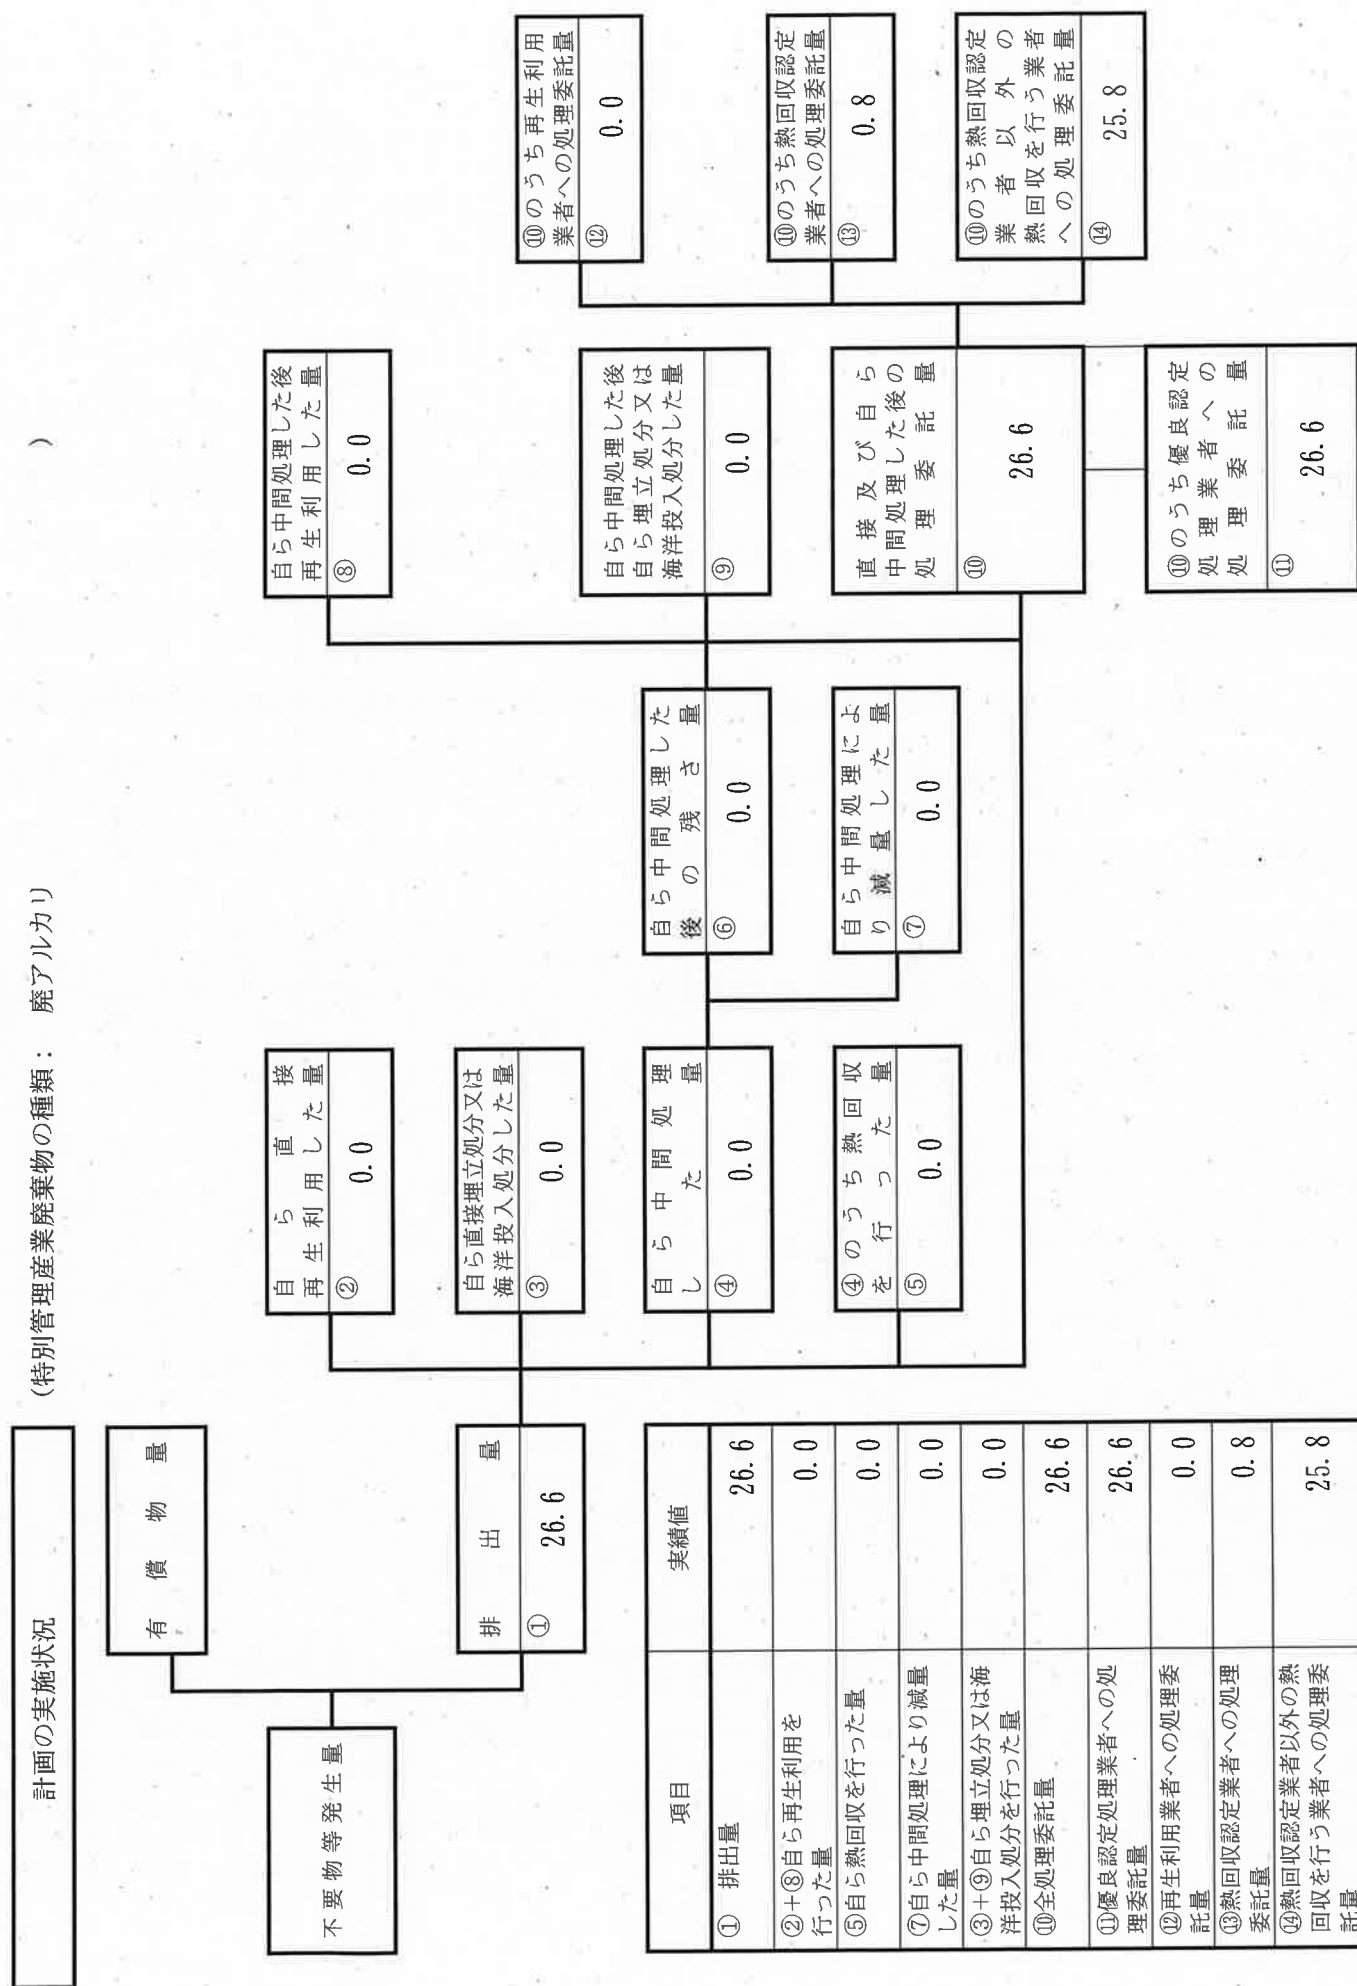 計画の実施状況
(特別管理産業廃棄物の種類： 廃アルカリ )
不要物等発生量
有償物量
排出量
① 26.6
自ら直接
再生利用した量
② 0.0
自ら直接埋立処分又は
海洋投入処分した量
③ 0.0
自ら中間処理
した量
④ 0.0
④のうち熱回収
を行った量
⑤ 0.0
自ら中間処理した
後の残さ量
⑥ 0.0
自ら中間処理によ
り減量した量
⑦ 0.0
自ら中間処理した後
再生利用した量
⑧ 0.0
自ら中間処理した後
自ら埋立処分又は
海洋投入処分した量
⑨ 0.0
直接及び自ら
中間処理した後の
処理委託量
⑩ 26.6
⑩のうち優良認定
処理業者への
処理委託量
⑪ 26.6
⑩のうち再生利用
業者への処理委託量
⑫ 0.0
⑩のうち熱回収認定
業者への処理委託量
⑬ 0.8
⑩のうち熱回収認定
業者以外の
熱回収を行う業者
への処理委託量
⑭ 25.8
項目 実績値
① 排出量 26.6
②+⑧自ら再生利用を
行った量 0.0
⑤自ら熱回収を行った量 0.0
⑦自ら中間処理により減量
した量 0.0
③+⑨自ら埋立処分又は海
洋投入処分を行った量 0.0
⑩全処理委託量 26.6
⑪優良認定処理業者への処
理委託量 26.6
⑫再生利用業者への処理委
託量 0.0
⑬熱回収認定業者への処理
委託量 0.8
⑭熱回収認定業者以外の熱
回収を行う業者への処理委
託量 25.8